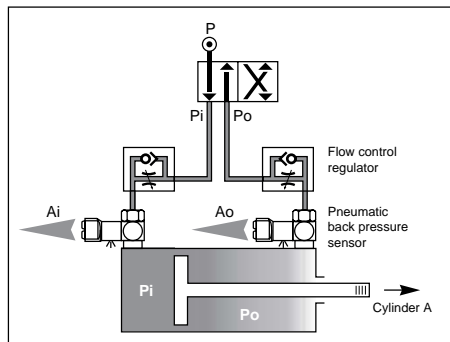 P
Pi Po
Flow control
regulator
Ai Ao
Pneumatic
back pressure
sensor
Pi
Po
Cylinder A